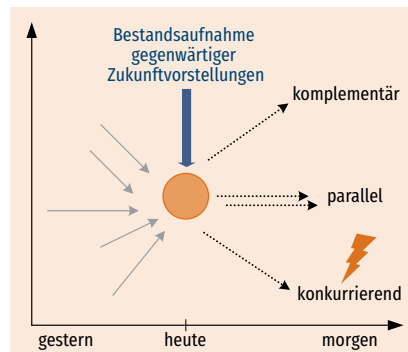 Bestandsaufnahme
gegenwärtiger
Zukunftvorstellungen
komplementär
parallel
konkurrierend
gestern
heute
morgen